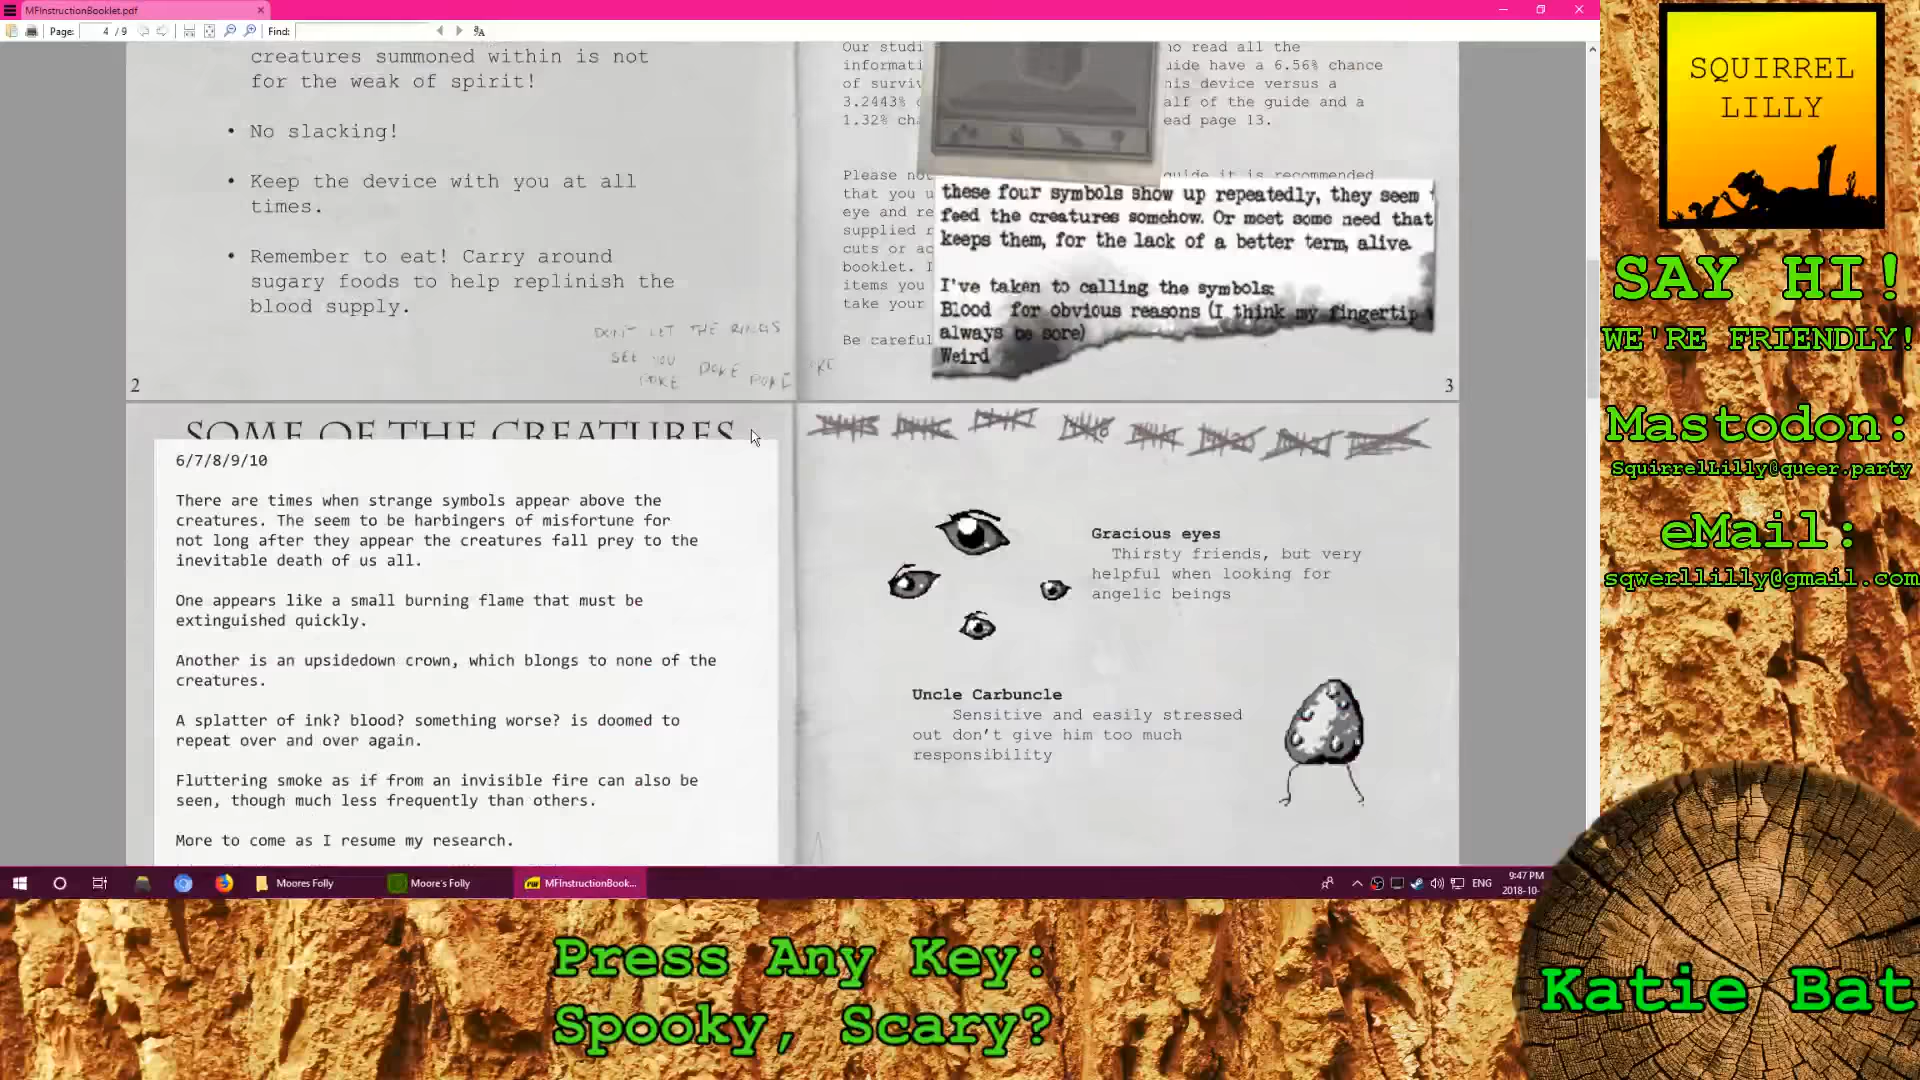 MFInstructionBooklet.pdf
Page: 4 / 9 Find:
creatures summoned within is not
for the weak of spirit!
• No slacking!
• Keep the device with you at all
times.
• Remember to eat! Carry around
sugary foods to help replinish the
blood supply.
DON'T LET THE RINGS
SEE YOU
POKE POKE POKE
2
Our studi
informati
of surviv
3.2443%
1.32% ch
no read all the
uide have a 6.56% chance
his device versus a
alf of the guide and a
ead page 13.
Please no
that you u
eye and re
supplied r
cuts or ac
booklet. I
items you
take your
Be careful
guide it is recommended
these four symbols show up repeatedly, they seem
feed the creatures somehow. Or meet some need that
keeps them, for the lack of a better term, alive.
I've taken to calling the symbols:
Blood for obvious reasons (I think my fingertip
always be sore)
Weird
3
SOME OF THE CREATURES
6/7/8/9/10
There are times when strange symbols appear above the
creatures. The seem to be harbingers of misfortune for
not long after they appear the creatures fall prey to the
inevitable death of us all.
One appears like a small burning flame that must be
extinguished quickly.
Another is an upsidedown crown, which blongs to none of the
creatures.
A splatter of ink? blood? something worse? is doomed to
repeat over and over again.
Fluttering smoke as if from an invisible fire can also be
seen, though much less frequently than others.
More to come as I resume my research.
Gracious eyes
Thirsty friends, but very
helpful when looking for
angelic beings
Uncle Carbuncle
Sensitive and easily stressed
out don't give him too much
responsibility
Moores Folly
Moore's Folly
MFInstructionBook...
ENG
9:47 PM
2018-10-
SQUIRREL
LILLY
SAY HI!
WE'RE FRIENDLY!
Mastodon:
SquirrelLilly@queer.party
eMail:
sqwerllilly@gmail.com
Press Any Key:
Spooky, Scary?
Katie Bat